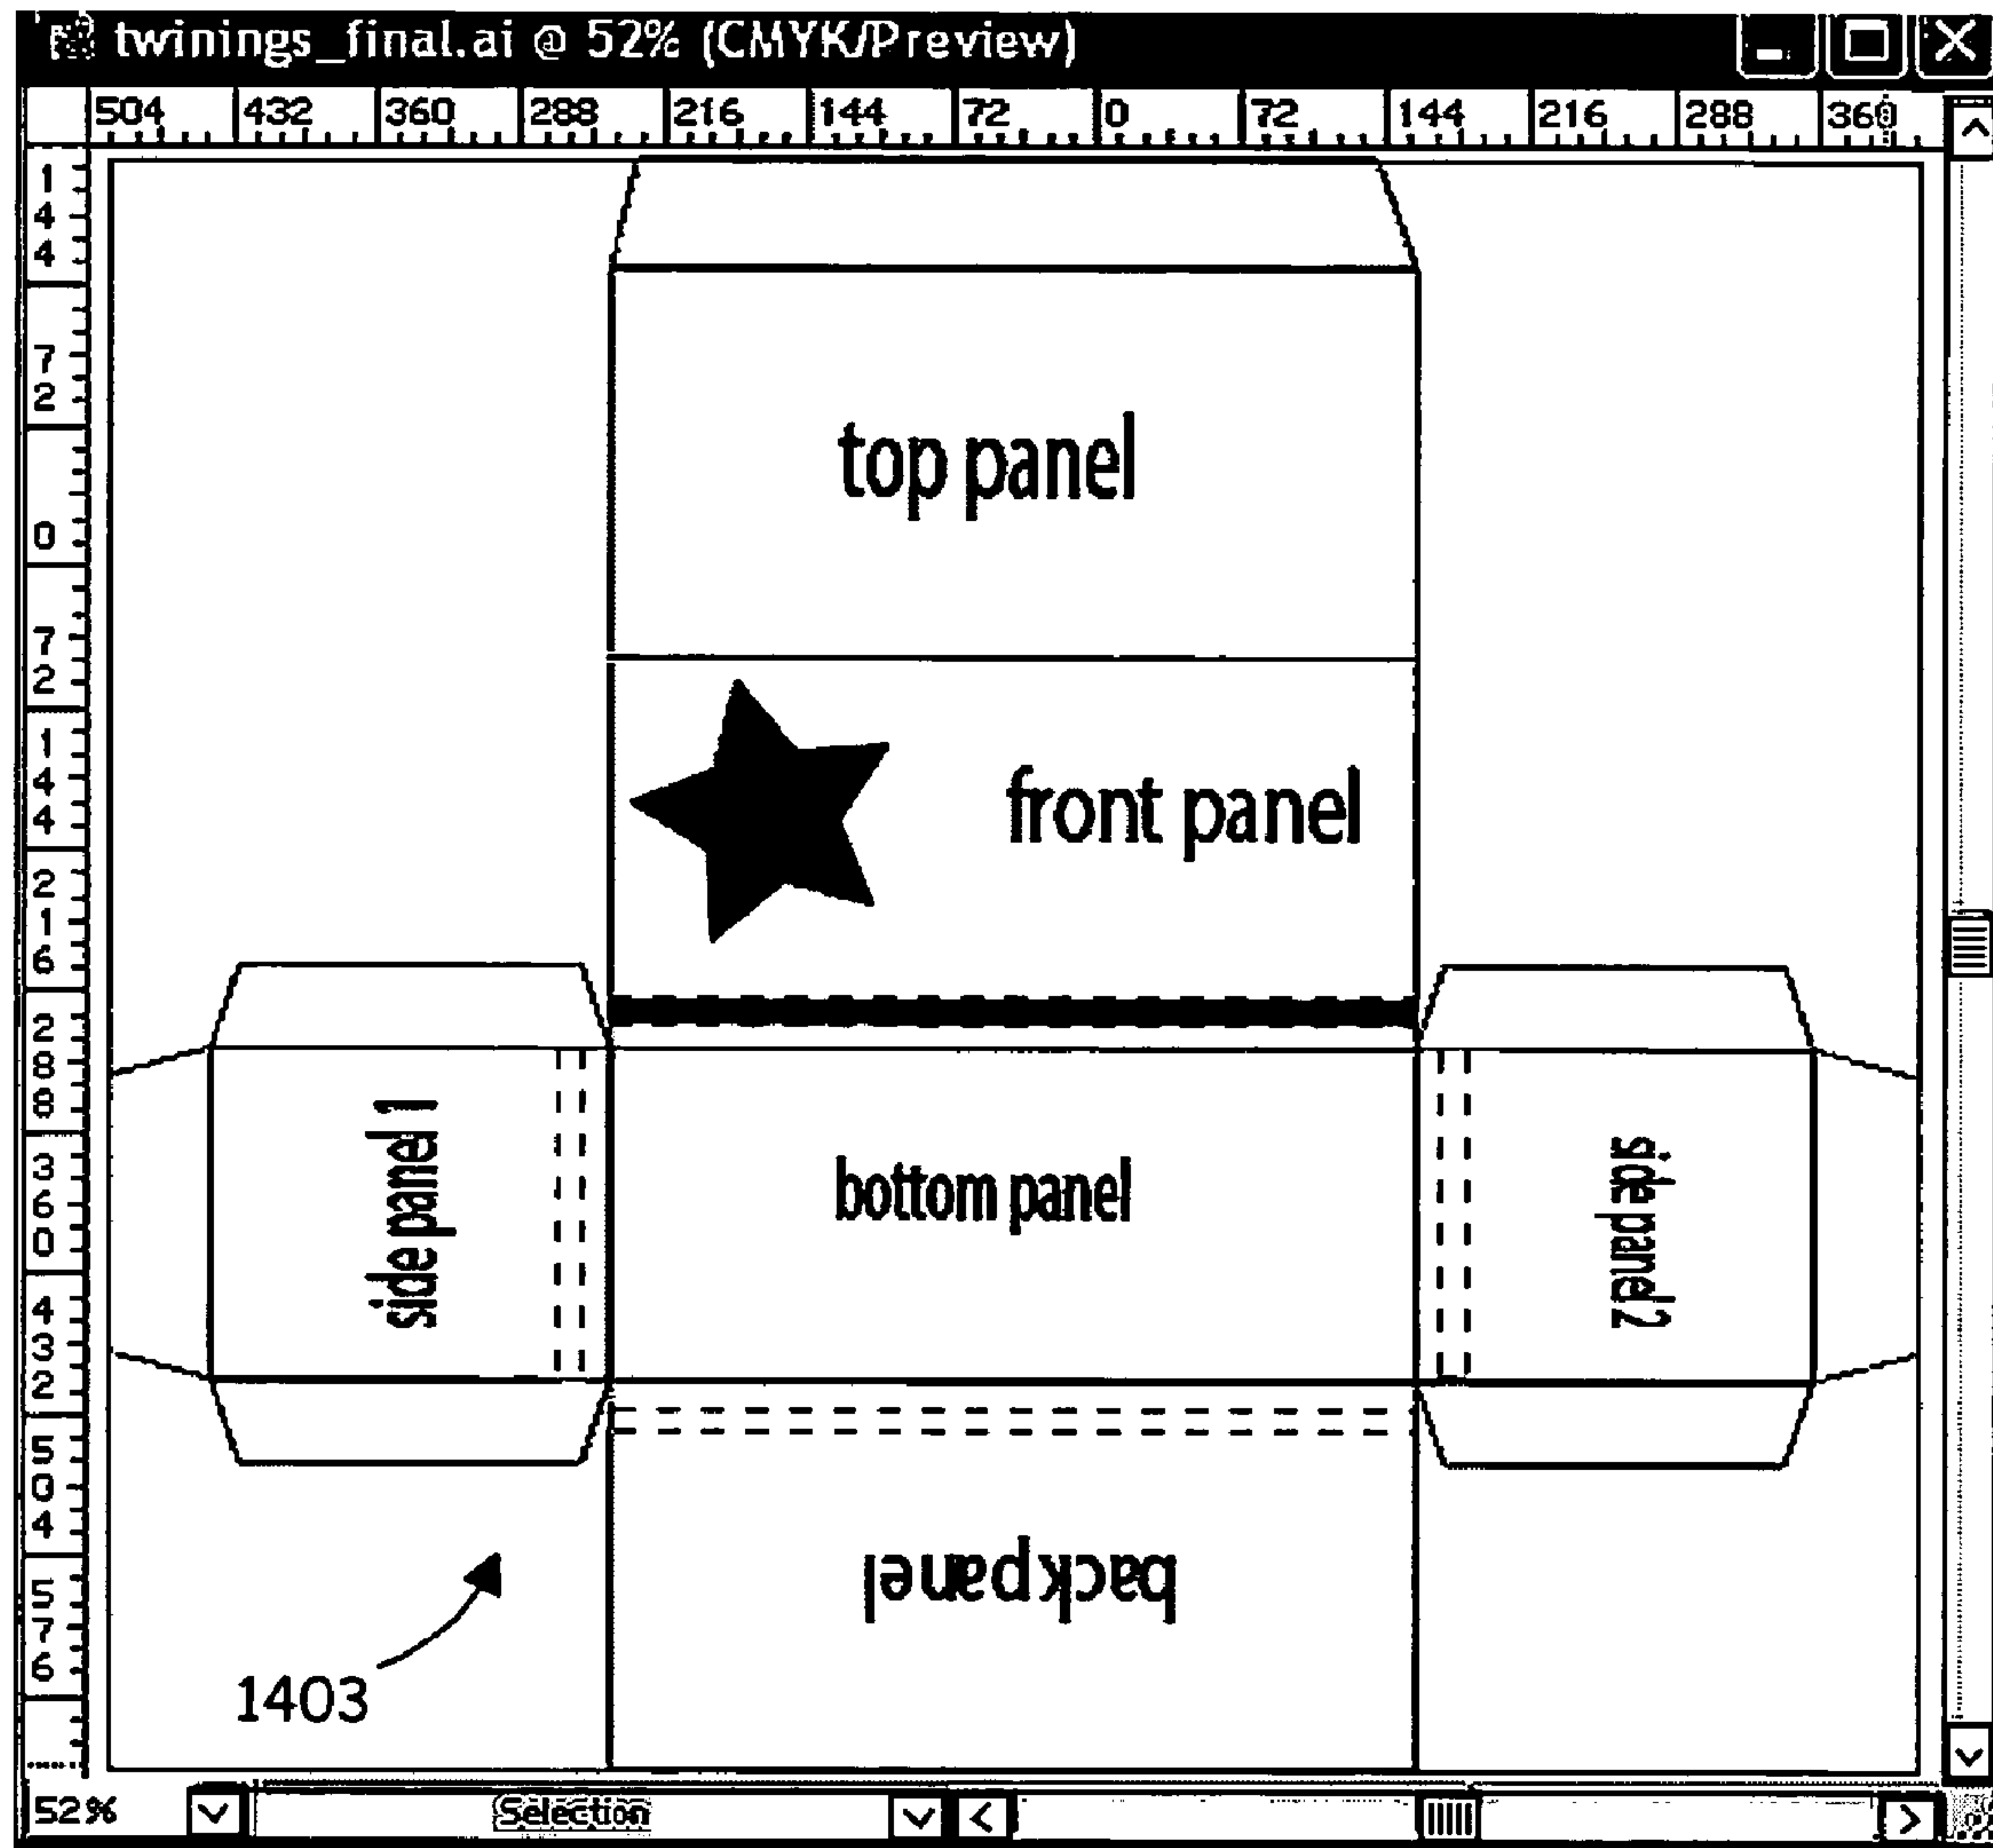 twinings_final.ai @ 52% (CMYK/Preview)
504 432 360 288 216 144 72 0 72 144 216 288 360
144
72
0
72
144
216
288
360
432
504
576
top panel
front panel
side panel 1
bottom panel
side panel 2
back panel
1403
52%
Selection